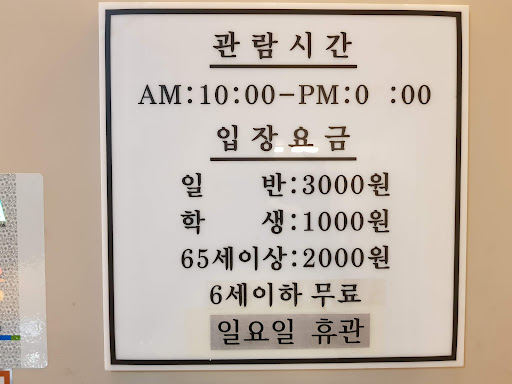 관람시간
AM:10:00-PM:0 :00
입장요금
일 반:3000원
학 생:1000원
65세이상:2000원
6세이하 무료
일요일 휴관